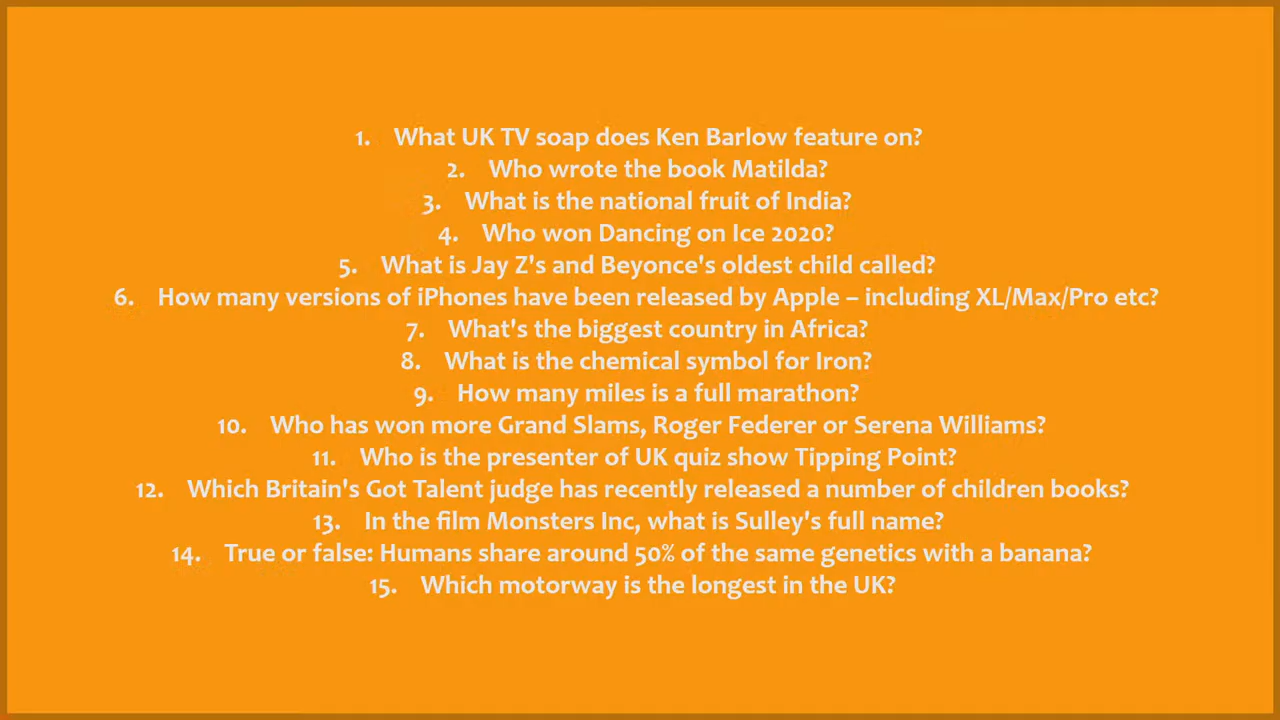 1. What UK TV soap does Ken Barlow feature on?
2. Who wrote the book Matilda?
3. What is the national fruit of India?
4. Who won Dancing on Ice 2020?
5. What is Jay Z's and Beyonce's oldest child called?
6. How many versions of iPhones have been released by Apple – including XL/Max/Pro etc?
7. What's the biggest country in Africa?
8. What is the chemical symbol for Iron?
9. How many miles is a full marathon?
10. Who has won more Grand Slams, Roger Federer or Serena Williams?
11. Who is the presenter of UK quiz show Tipping Point?
12. Which Britain's Got Talent judge has recently released a number of children books?
13. In the film Monsters Inc, what is Sulley's full name?
14. True or false: Humans share around 50% of the same genetics with a banana?
15. Which motorway is the longest in the UK?